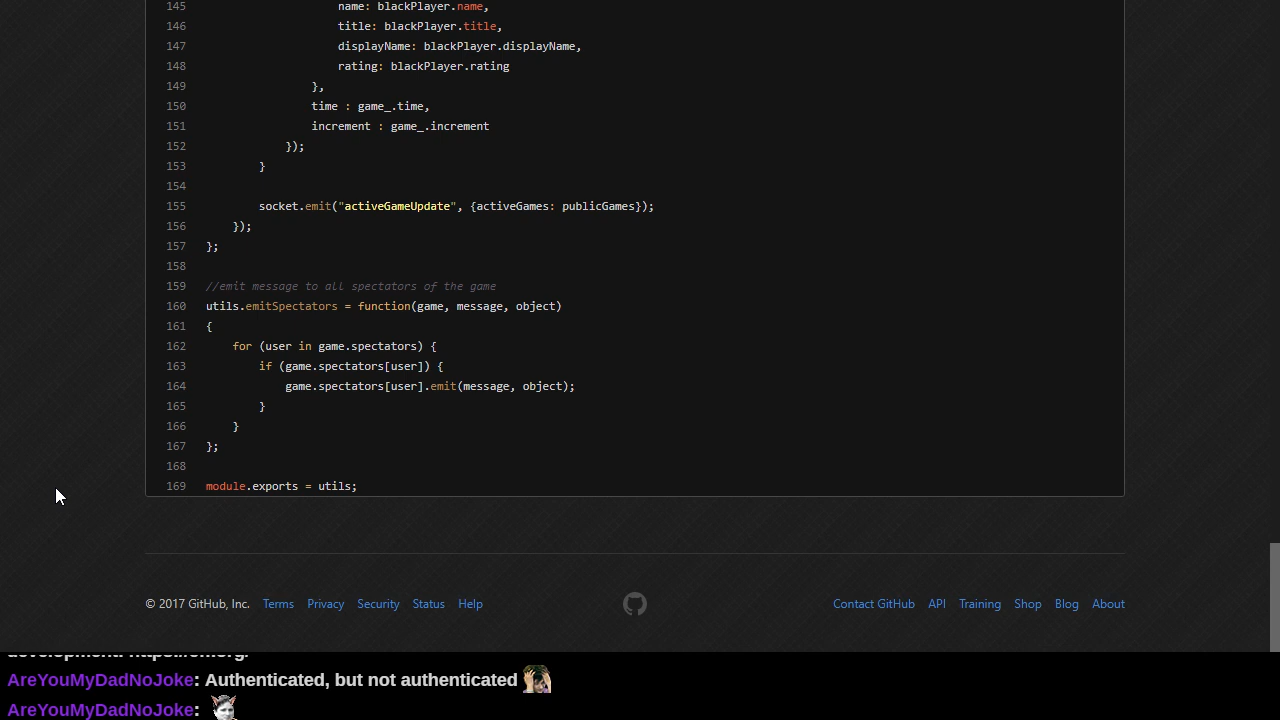 145 name: blackPlayer.name,
146 title: blackPlayer.title,
147 displayName: blackPlayer.displayName,
148 rating: blackPlayer.rating
149 },
150 time : game_.time,
151 increment : game_.increment
152 });
153 }
154
155 socket.emit("activeGameUpdate", {activeGames: publicGames});
156 });
157 };
158
159 //emit message to all spectators of the game
160 utils.emitSpectators = function(game, message, object)
161 {
162 for (user in game.spectators) {
163 if (game.spectators[user]) {
164 game.spectators[user].emit(message, object);
165 }
166 }
167 };
168
169 module.exports = utils;
© 2017 GitHub, Inc. Terms Privacy Security Status Help Contact GitHub API Training Shop Blog About
AreYouMyDadNoJoke: Authenticated, but not authenticated
AreYouMyDadNoJoke: